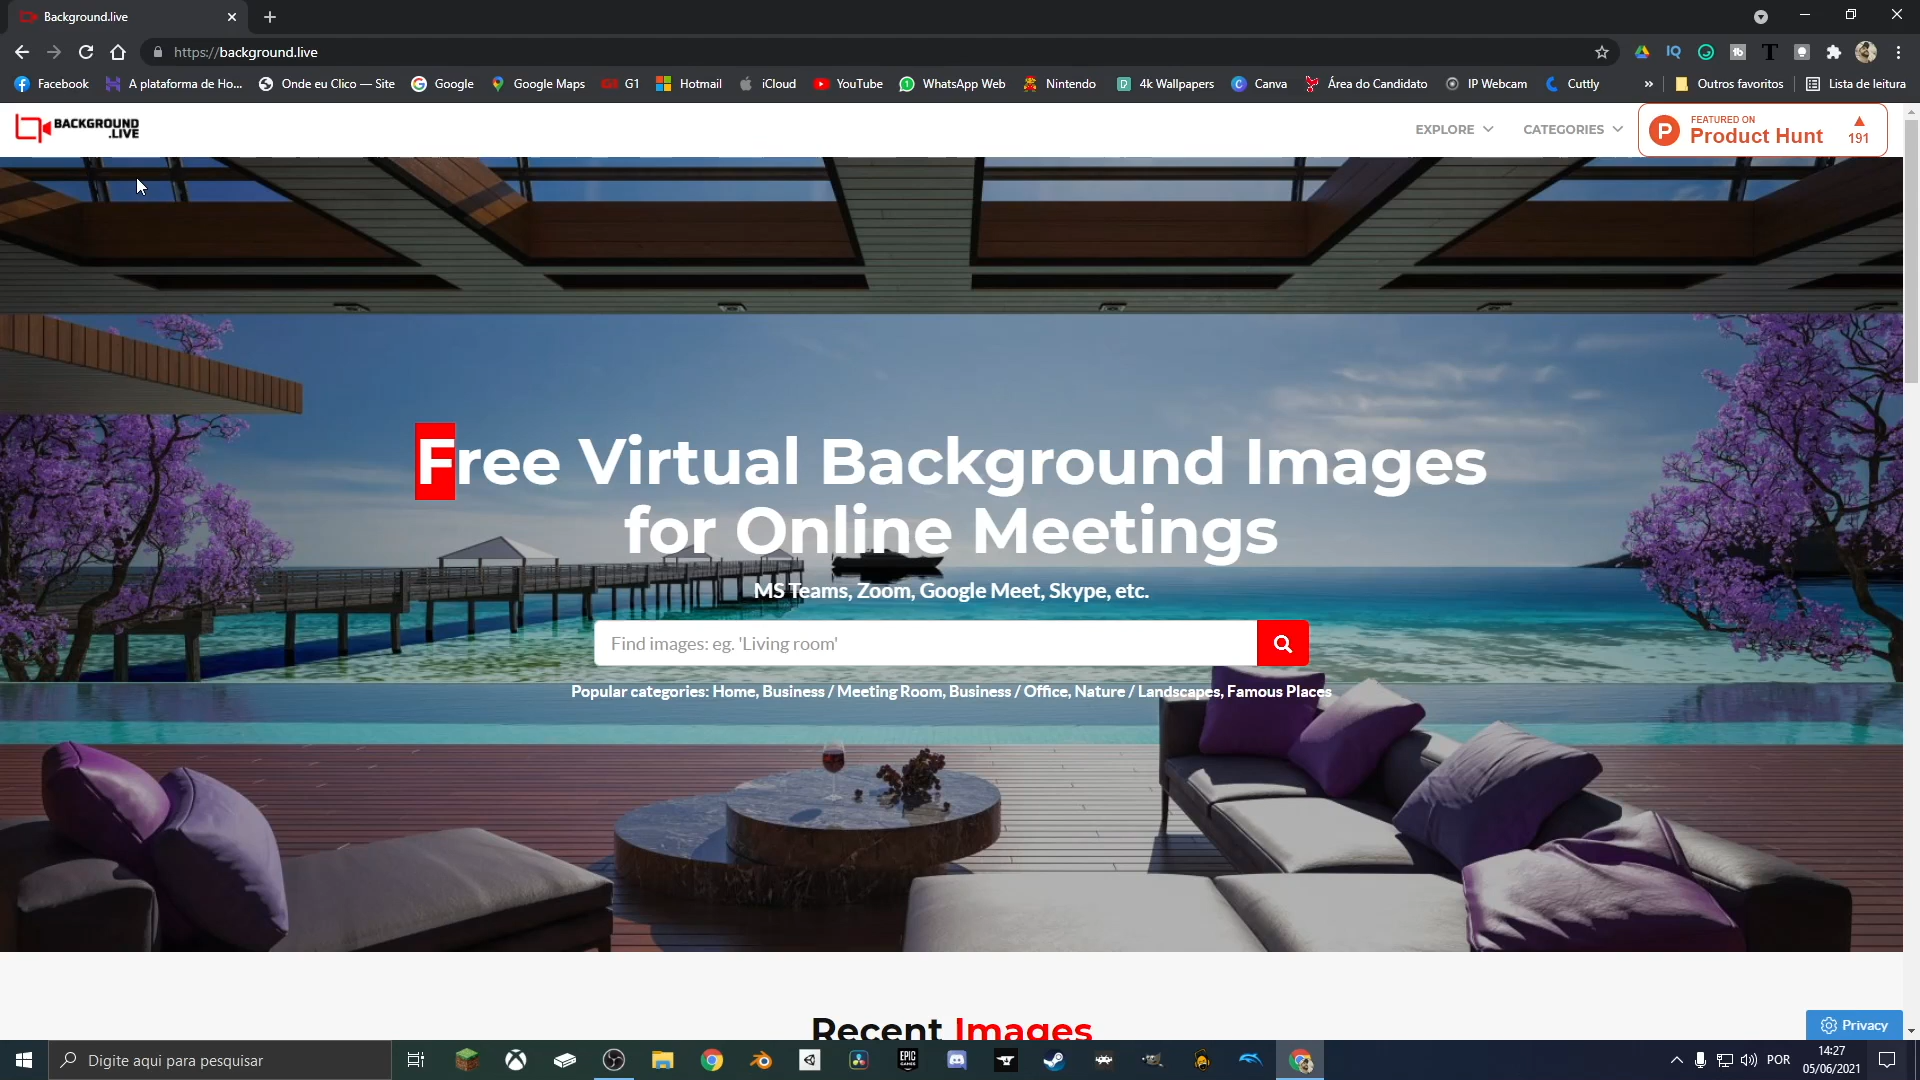 Background.live
https://background.live
Facebook
A plataforma de Ho...
Onde eu Clico — Site
Google
Google Maps
G1
Hotmail
iCloud
YouTube
WhatsApp Web
Nintendo
4k Wallpapers
Canva
Área do Candidato
IP Webcam
Cuttly
»
Outros favoritos
Lista de leitura
BACKGROUND
.LIVE
EXPLORE
CATEGORIES
FEATURED ON
Product Hunt
191
Free Virtual Background Images
for Online Meetings
MS Teams, Zoom, Google Meet, Skype, etc.
Find images: eg. 'Living room'
Popular categories: Home, Business / Meeting Room, Business / Office, Nature / Landscapes, Famous Places
Recent Images
Privacy
Digite aqui para pesquisar
EPIC
GAMES
POR
14:27
05/06/2021